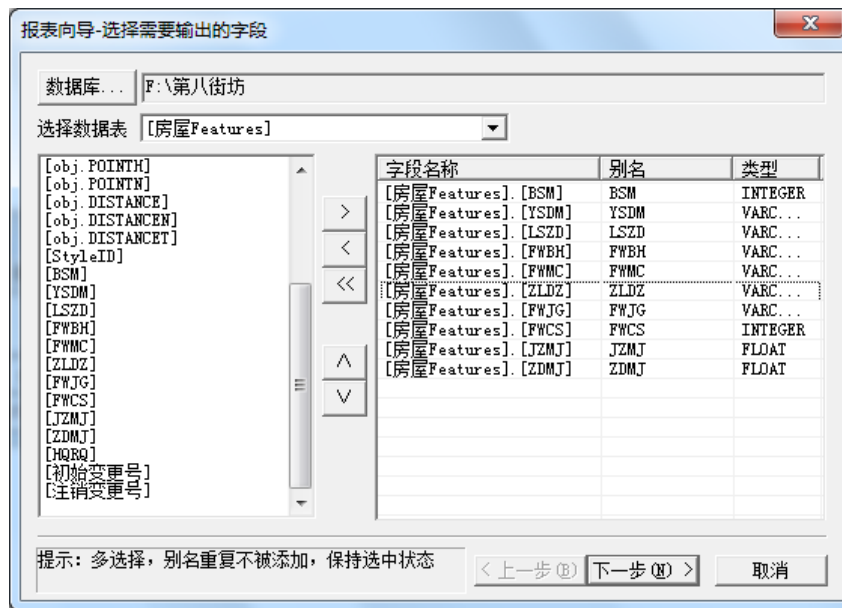 报表向导-选择需要输出的字段
数据库... F:\第八街坊
选择数据表 [房屋Features]
[obj.POINTH]
[obj.POINTN]
[obj.DISTANCE]
[obj.DISTANCEN]
[obj.DISTANCET]
[StyleID]
[BSM]
[YSDM]
[LSZD]
[FWBH]
[FWMC]
[ZLDZ]
[FWJG]
[FWCS]
[JZMJ]
[ZDMJ]
[HQRQ]
[初始变更号]
[注销变更号]
>
<
<<
∧
∨
字段名称 别名 类型
[房屋Features].[BSM] BSM INTEGER
[房屋Features].[YSDM] YSDM VARC...
[房屋Features].[LSZD] LSZD VARC...
[房屋Features].[FWBH] FWBH VARC...
[房屋Features].[FWMC] FWMC VARC...
[房屋Features].[ZLDZ] ZLDZ VARC...
[房屋Features].[FWJG] FWJG VARC...
[房屋Features].[FWCS] FWCS INTEGER
[房屋Features].[JZMJ] JZMJ FLOAT
[房屋Features].[ZDMJ] ZDMJ FLOAT
提示：多选择，别名重复不被添加，保持选中状态
< 上一步(B) 下一步(N) > 取消